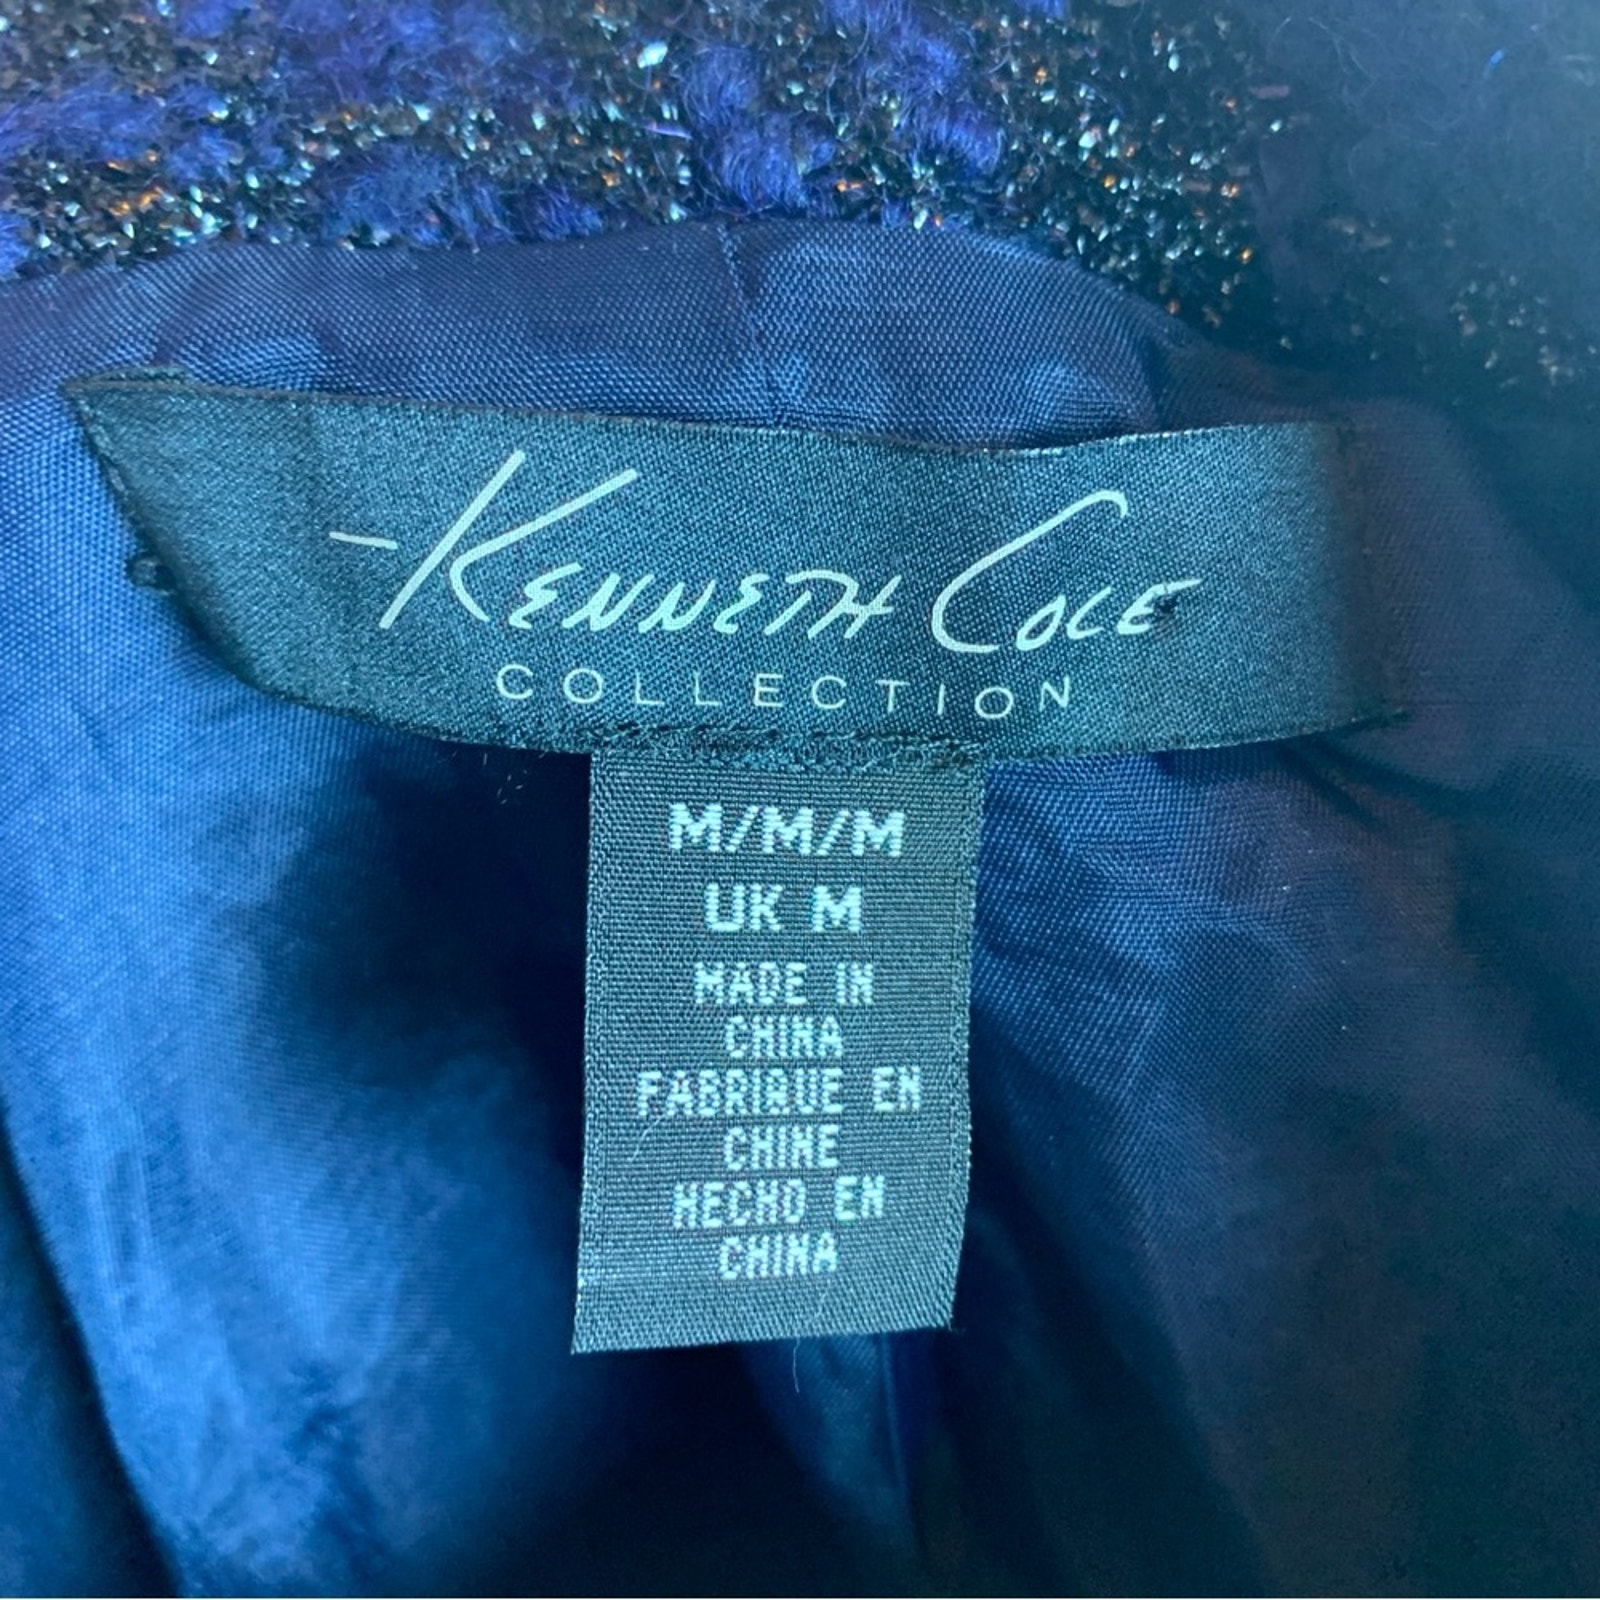 KENNETH COLE
COLLECTION
M/M/M
UK M
MADE IN
CHINA
FABRIQUE EN
CHINE
HECHO EN
CHINA